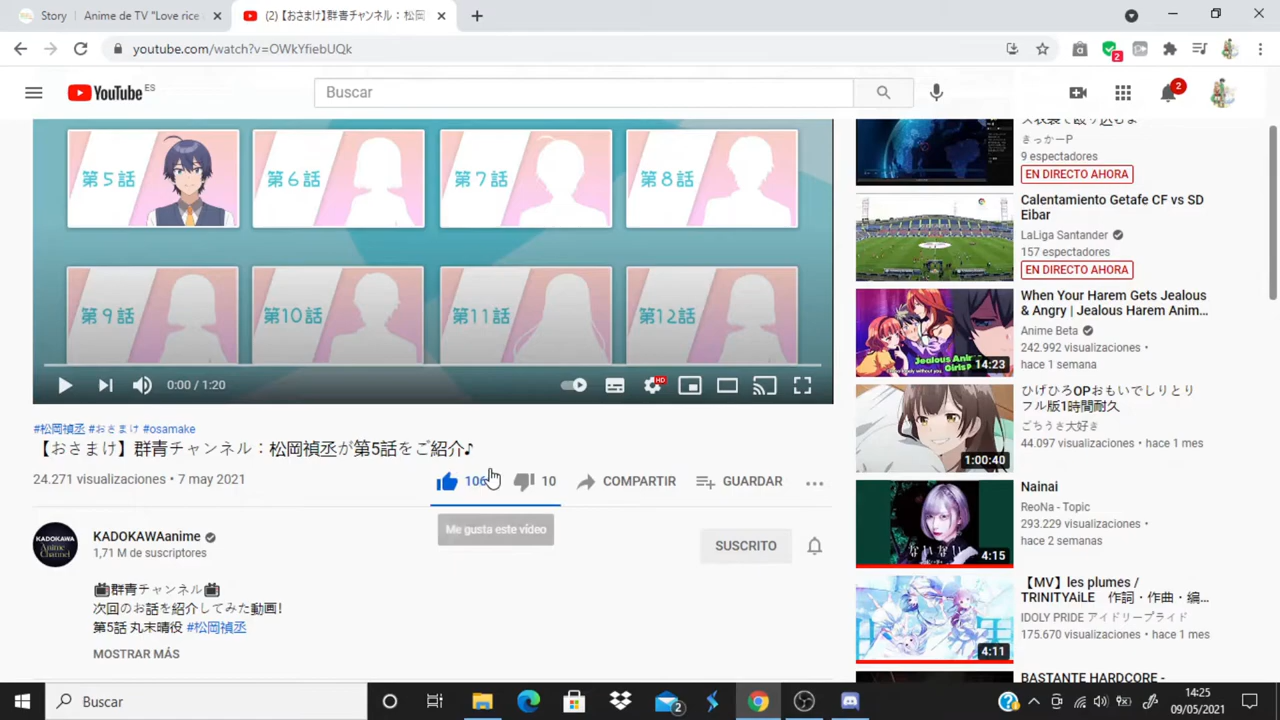 Story | Anime de TV "Love rice
(2) 【おさまけ】群青チャンネル：松岡
youtube.com/watch?v=OWkYfiebUQk
2
YouTube ES
Buscar
2
第5話
第6話
第7話
第8話
第9話
第10話
第11話
第12話
0:00 / 1:20
HD
#松岡禎丞 #おさまけ #osamake
【おさまけ】群青チャンネル：松岡禎丞が第5話をご紹介♪
24.271 visualizaciones • 7 may 2021
106
10
COMPARTIR
GUARDAR
Me gusta este vídeo
KADOKAWA
Anime
Channel
KADOKAWAanime
1,71 M de suscriptores
SUSCRITO
群青チャンネル
次回のお話を紹介してみた動画!
第5話 丸末晴役 #松岡禎丞
MOSTRAR MÁS
きっかーP
9 espectadores
EN DIRECTO AHORA
Calentamiento Getafe CF vs SD
Eibar
LaLiga Santander
157 espectadores
EN DIRECTO AHORA
Jealous Anime
Girls?
14:23
When Your Harem Gets Jealous
& Angry | Jealous Harem Anim...
Anime Beta
242.992 visualizaciones •
hace 1 semana
1:00:40
ひげひろOPおもいでしりとり
フル版1時間耐久
ごちうさ大好き
44.097 visualizaciones
ないない
4:15
Nainai
ReoNa - Topic
293.229 visualizaciones •
hace 2 semanas
4:11
【MV】les plumes /
TRINITYAiLE 作詞・作曲・編...
IDOLY PRIDE アイドリープライド
175.670 visualizaciones • hace 1 mes
BASTANTE HARDCORE -
Buscar
2
14:25
09/05/2021